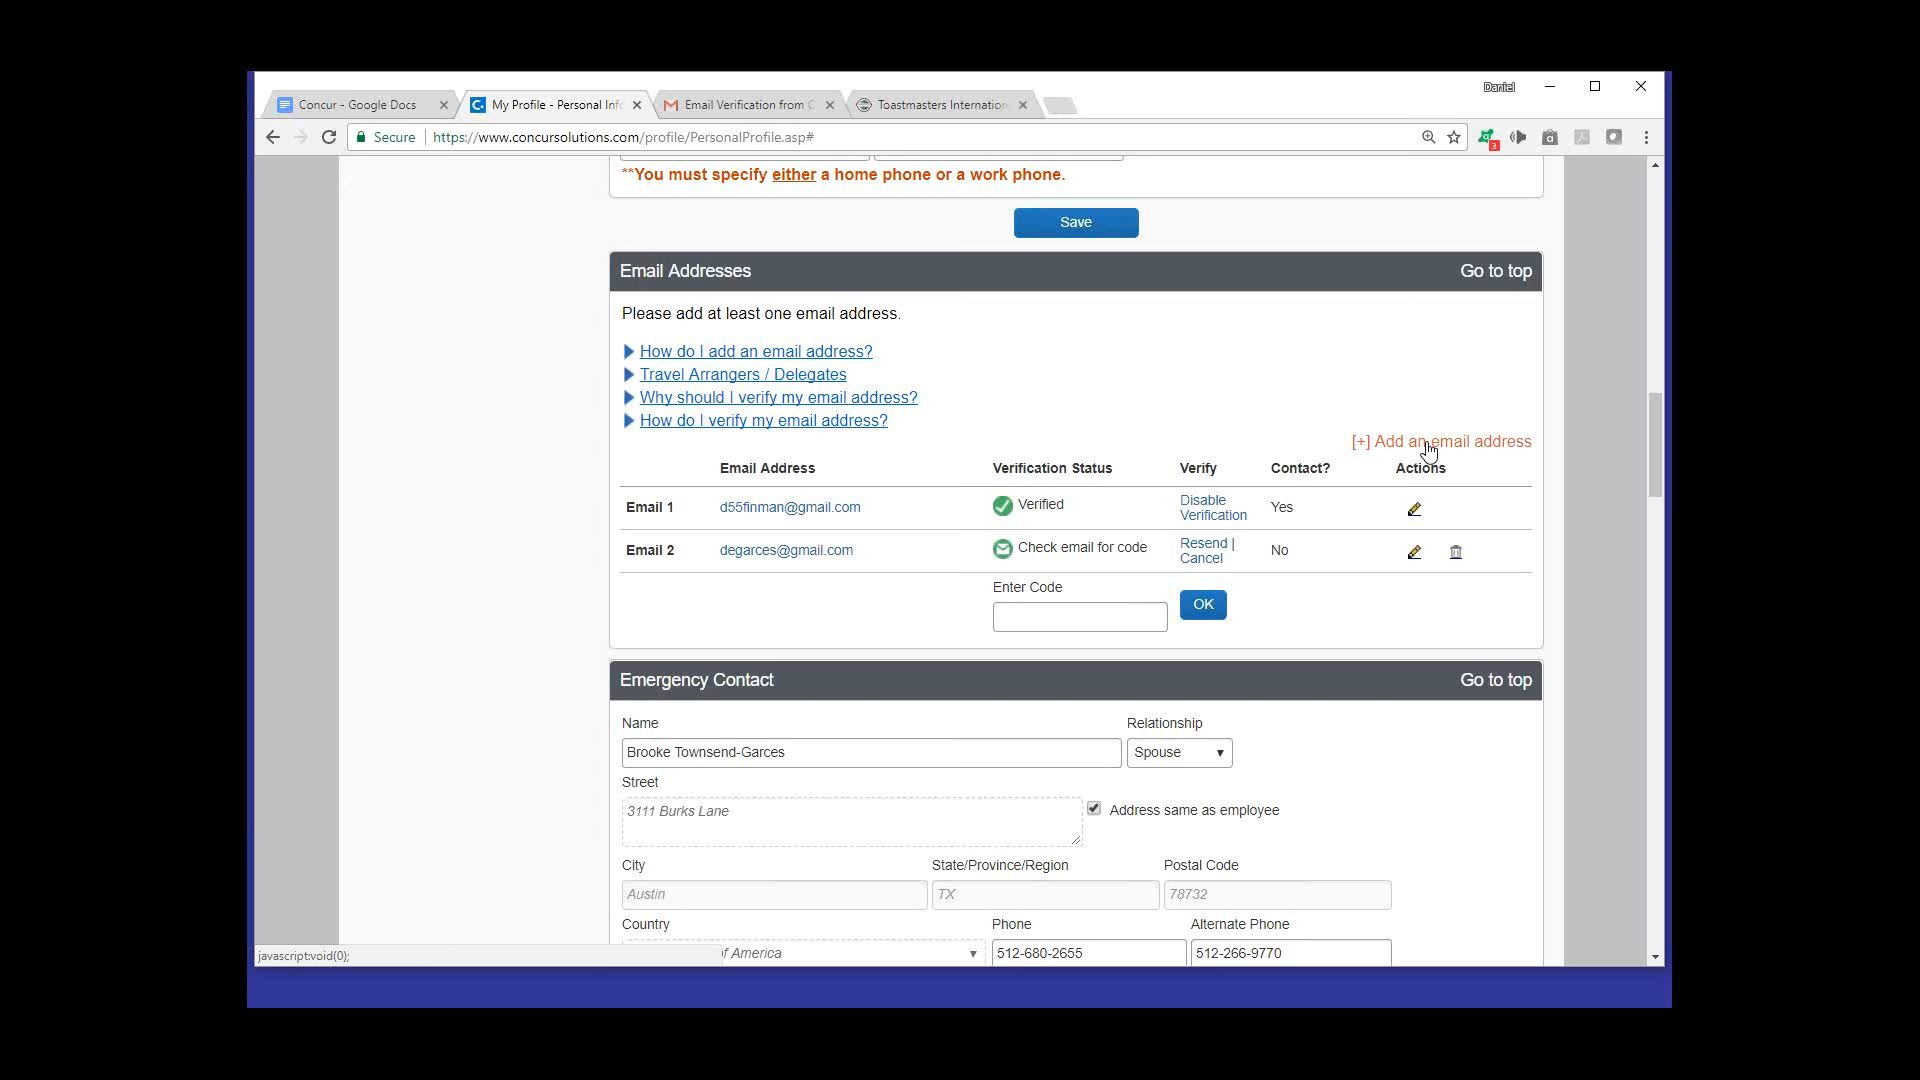 Daniel
Concur - Google Docs
My Profile - Personal Inf
Email Verification from C
Toastmasters Internation
Secure
https://www.concursolutions.com/profile/PersonalProfile.asp#
3
**You must specify either a home phone or a work phone.
Save
Email Addresses Go to top
Please add at least one email address.
How do I add an email address?
Travel Arrangers / Delegates
Why should I verify my email address?
How do I verify my email address?
[+] Add an email address
Email Address Verification Status Verify Contact? Actions
Email 1 d55finman@gmail.com Verified Disable Verification Yes
Email 2 degarces@gmail.com Check email for code Resend | Cancel No
Enter Code
OK
Emergency Contact Go to top
Name Relationship
Brooke Townsend-Garces Spouse
Street
3111 Burks Lane Address same as employee
City State/Province/Region Postal Code
Austin TX 78732
Country Phone Alternate Phone
f America 512-680-2655 512-266-9770
javascript:void(0);